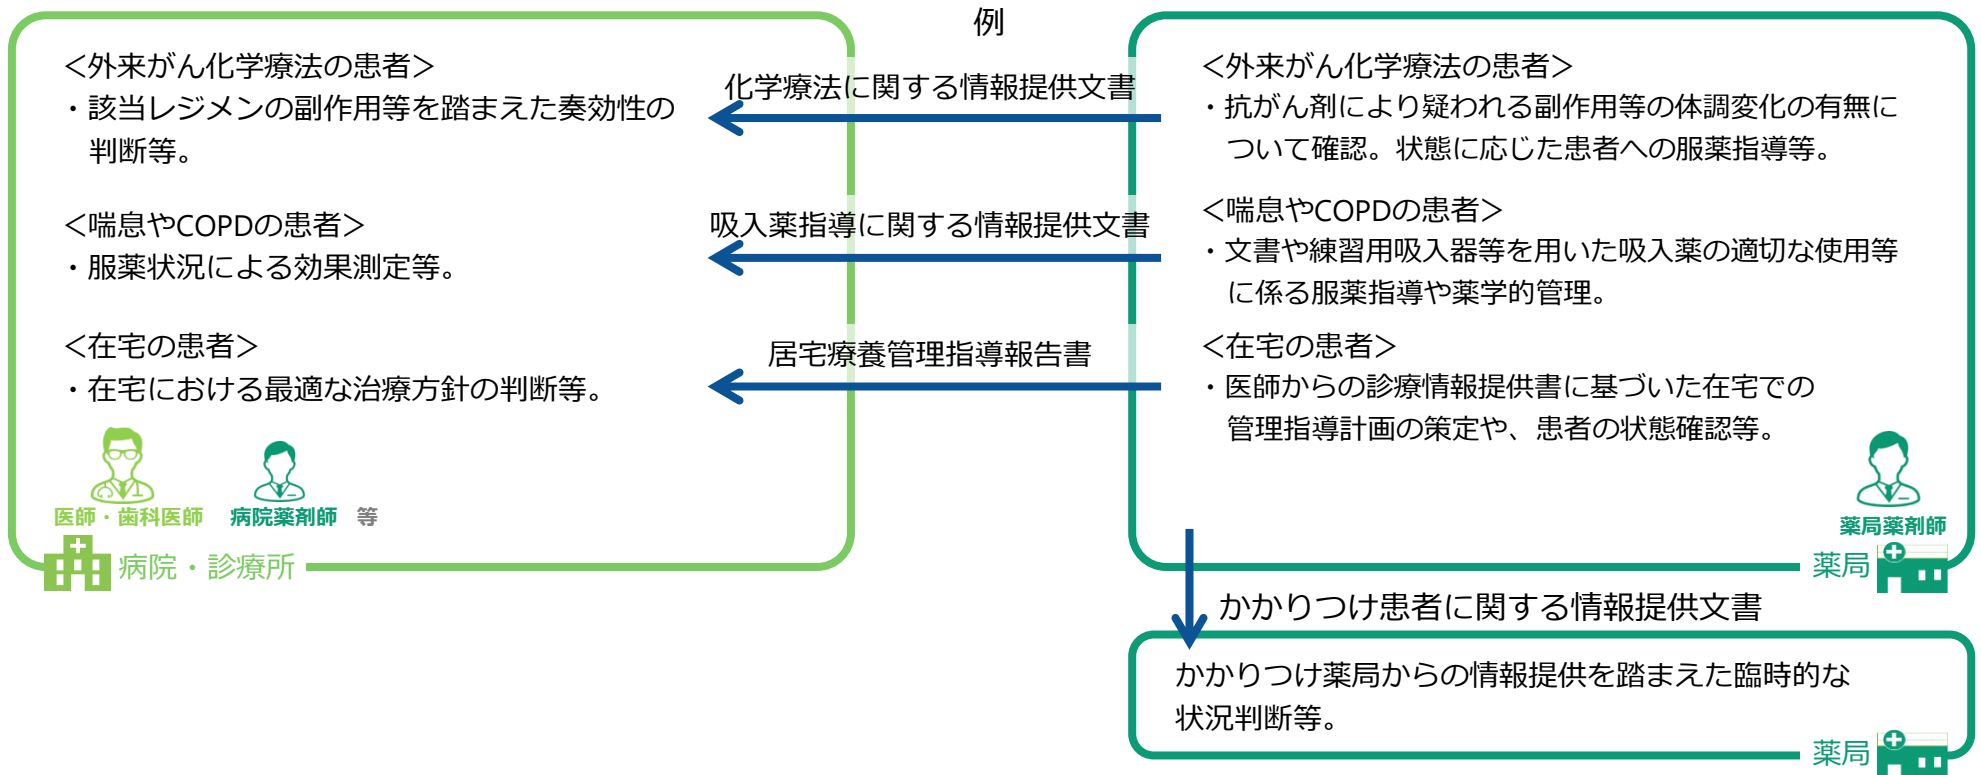 例
＜外来がん化学療法の患者＞
・該当レジメンの副作用等を踏まえた奏効性の
判断等。
＜喘息やCOPDの患者＞
・服薬状況による効果測定等。
＜在宅の患者＞
・在宅における最適な治療方針の判断等。
医師・歯科医師
病院薬剤師
等
病院・診療所
化学療法に関する情報提供文書
吸入薬指導に関する情報提供文書
居宅療養管理指導報告書
＜外来がん化学療法の患者＞
・抗がん剤により疑われる副作用等の体調変化の有無に
ついて確認。状態に応じた患者への服薬指導等。
＜喘息やCOPDの患者＞
・文書や練習用吸入器等を用いた吸入薬の適切な使用等
に係る服薬指導や薬学的管理。
＜在宅の患者＞
・医師からの診療情報提供書に基づいた在宅での
管理指導計画の策定や、患者の状態確認等。
薬局薬剤師
薬局
かかりつけ患者に関する情報提供文書
かかりつけ薬局からの情報提供を踏まえた臨時的な
状況判断等。
薬局